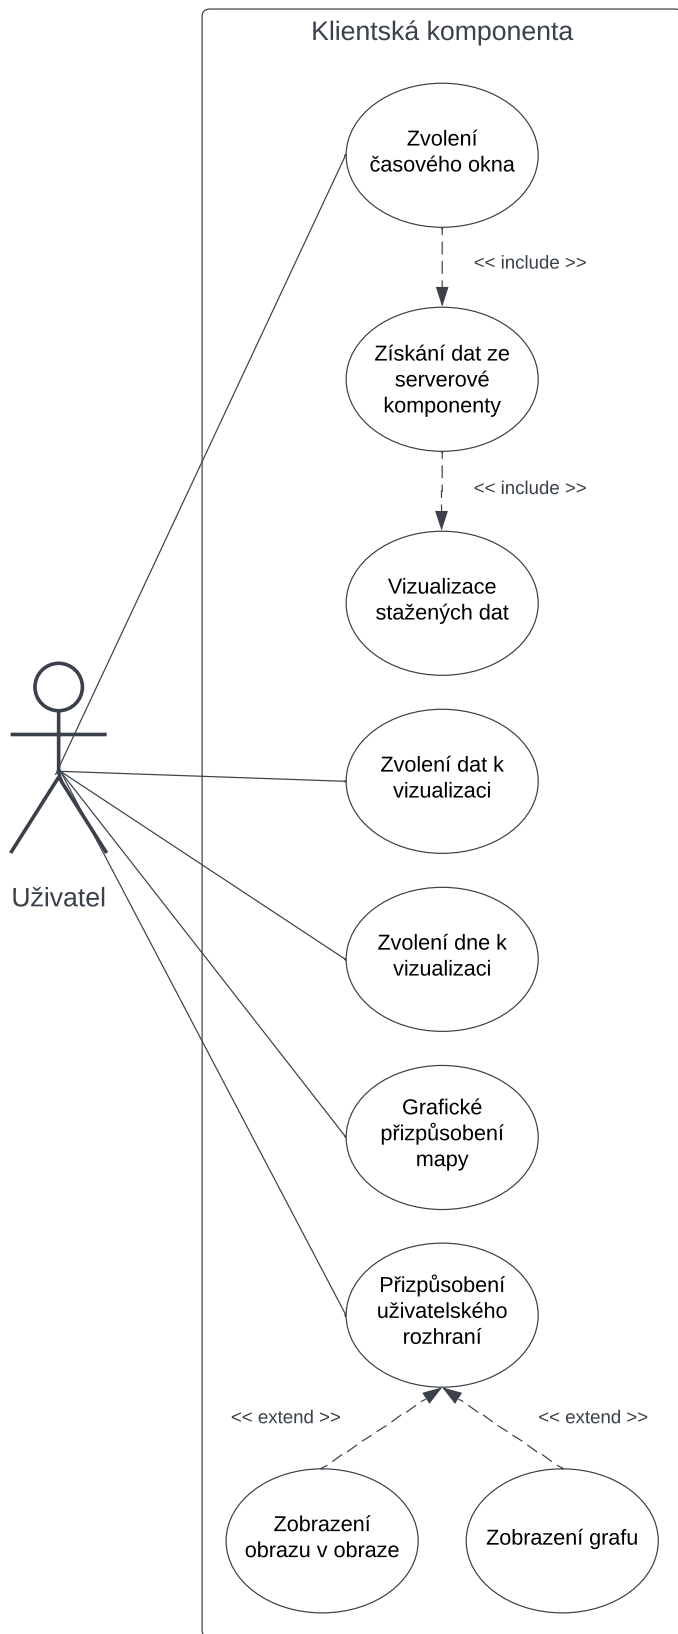 Klientská komponenta
Zvolení
časového okna
<< include >>
Získání dat ze
serverové
komponenty
<< include >>
Vizualizace
stažených dat
Zvolení dat k
vizualizaci
Uživatel
Zvolení dne k
vizualizaci
Grafické
přizpůsobení
mapy
Přizpůsobení
uživatelského
rozhraní
<< extend >>
<< extend >>
Zobrazení
obrazu v obraze
Zobrazení grafu